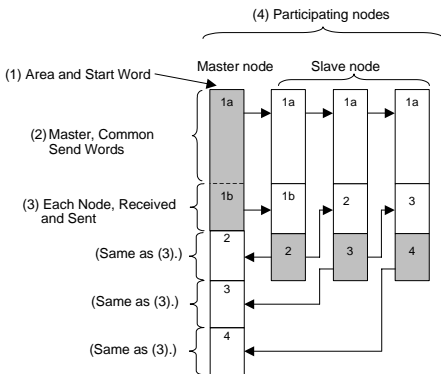 (4) Participating nodes
Master node
Slave node
(1) Area and Start Word
1a
1a
1a
1a
(2) Master, Common
Send Words
1b
1b
2
3
(3) Each Node, Received
and Sent
2
2
3
4
(Same as (3).)
3
(Same as (3).)
4
(Same as (3).)